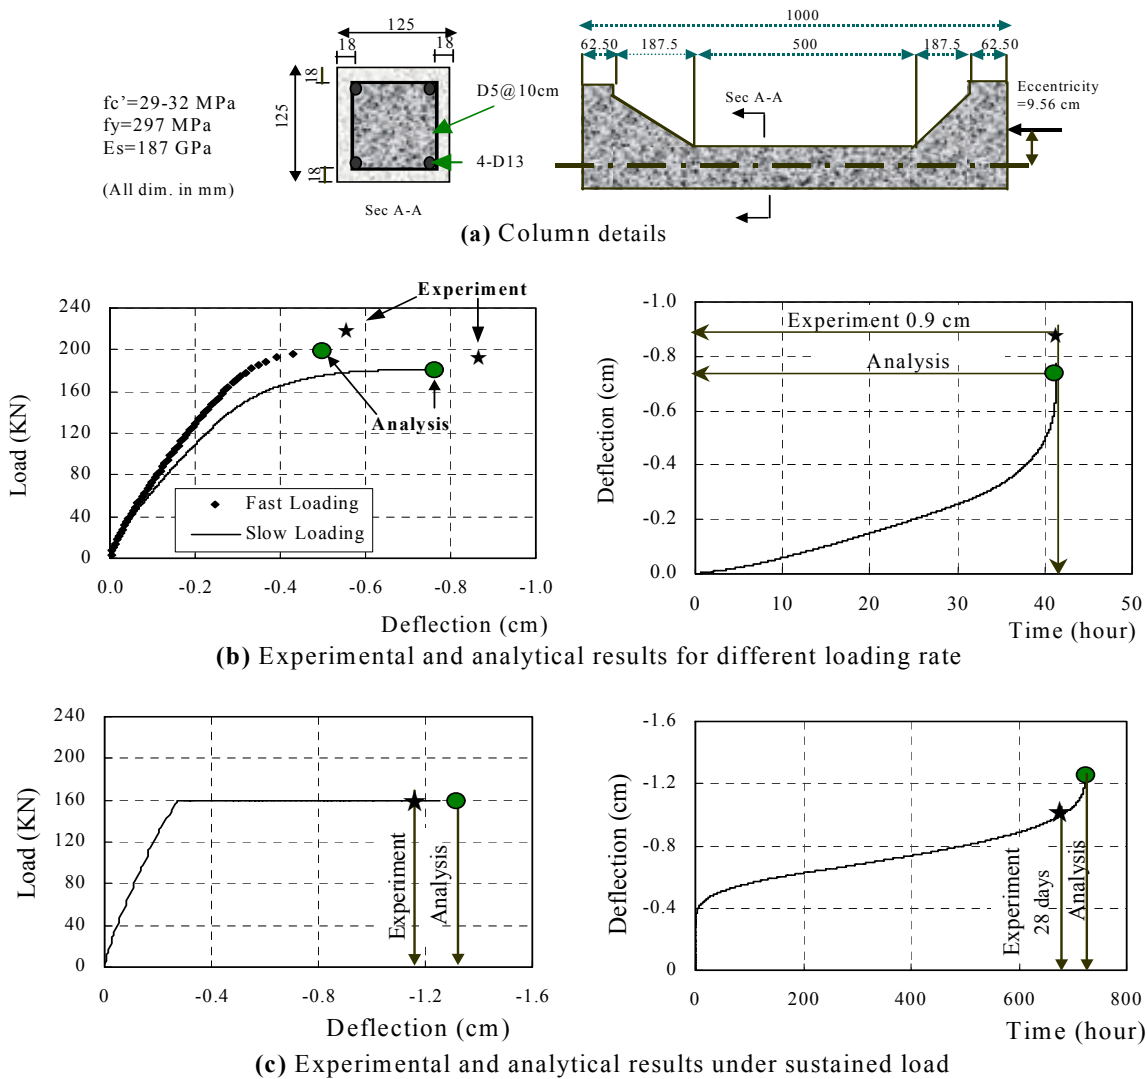 125
18
18
18
125
18
D5@10cm
4-D13
Sec A-A
fc'=29-32 MPa
fy=297 MPa
Es=187 GPa
(All dim. in mm)
1000
62.50
187.5
500
187.5
62.50
Sec A-A
Eccentricity
=9.56 cm
(a) Column details
Load (KN)
240
200
160
120
80
40
0
Experiment
Analysis
Fast Loading
Slow Loading
0.0 -0.2 -0.4 -0.6 -0.8 -1.0
Deflection (cm)
Deflection (cm)
-1.0
-0.8
-0.6
-0.4
-0.2
0.0
Experiment 0.9 cm
Analysis
0 10 20 30 40 50
Time (hour)
(b) Experimental and analytical results for different loading rate
Load (KN)
240
200
160
120
80
40
0
Experiment
Analysis
0 -0.4 -0.8 -1.2 -1.6
Deflection (cm)
Deflection (cm)
-1.6
-1.2
-0.8
-0.4
0
Experiment
28 days
Analysis
0 200 400 600 800
Time (hour)
(c) Experimental and analytical results under sustained load